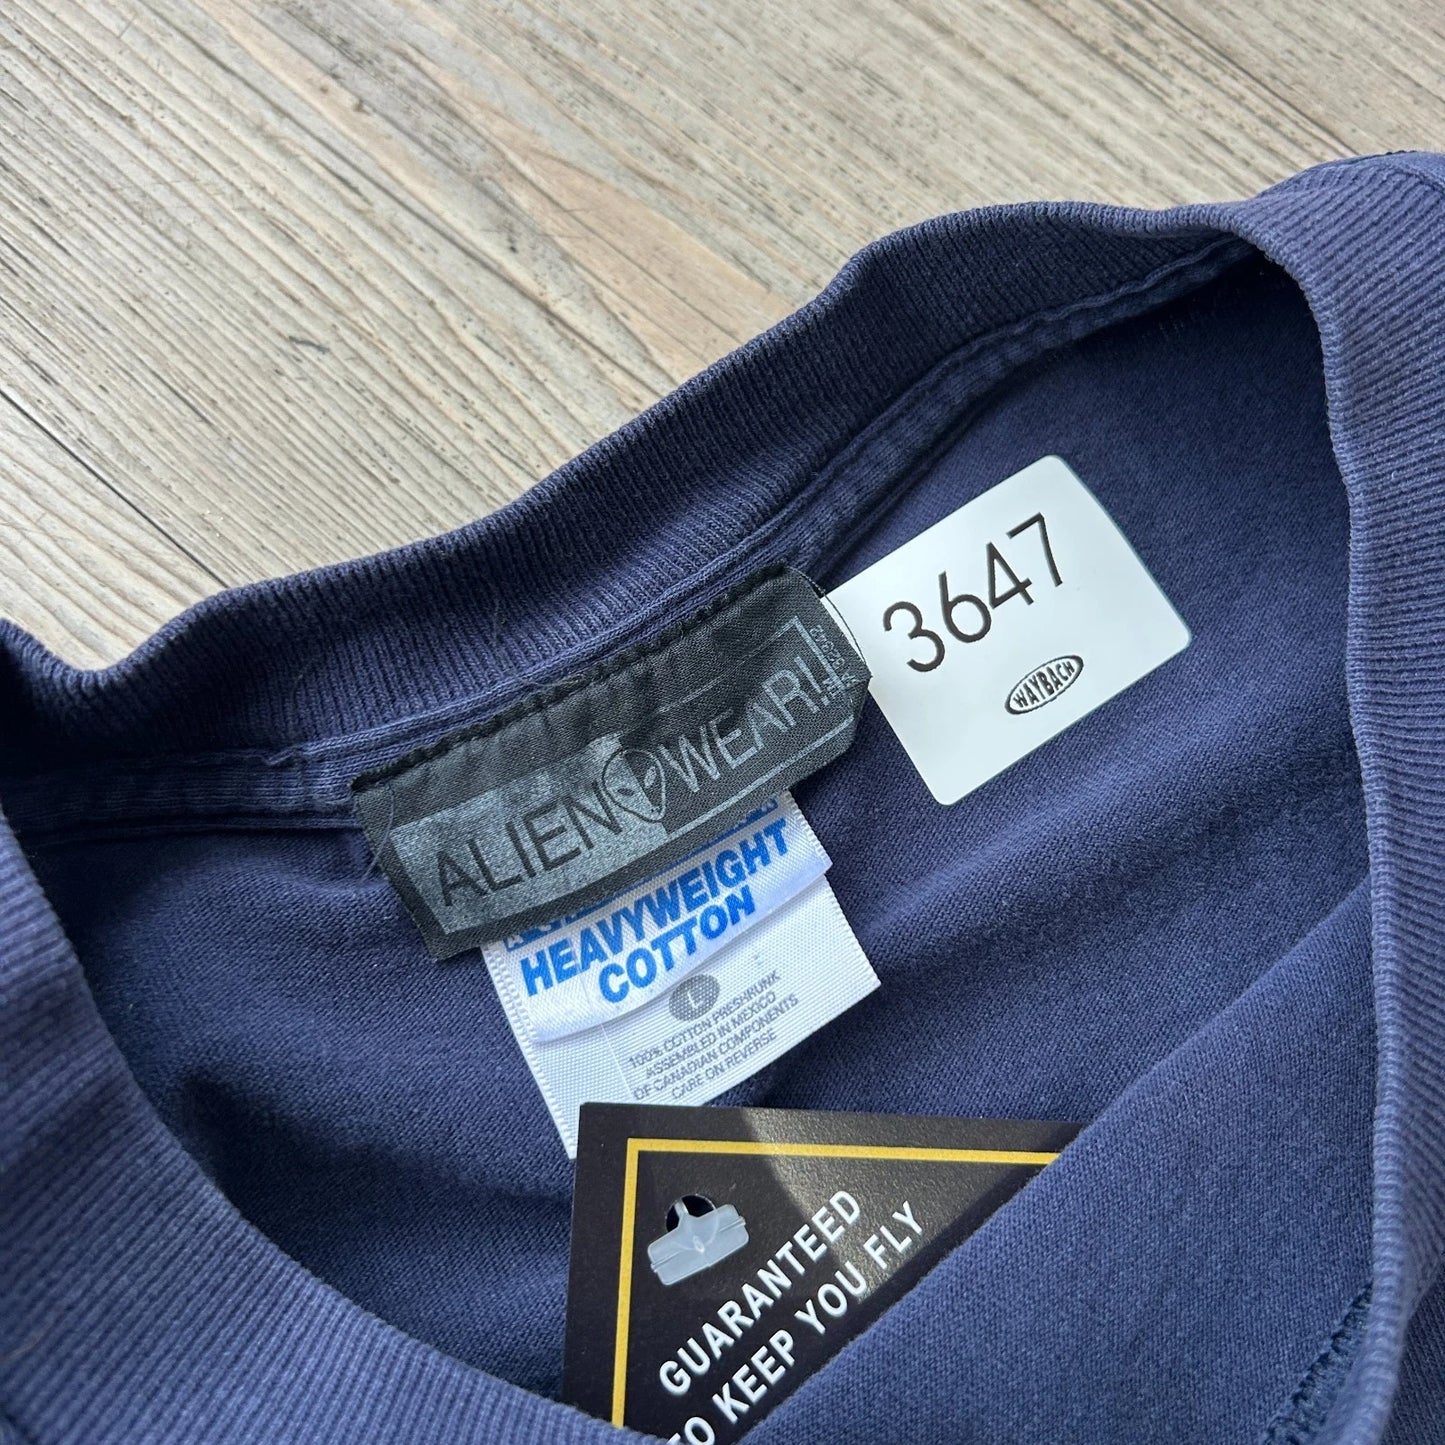 3647
WAYBACH
ALIEN WEAR!
HEAVYWEIGHT
COTTON
L
100% COTTON PRESHRUNK
ASSEMBLED IN MEXICO
OF CANADIAN COMPONENTS
CARE ON REVERSE
GUARANTEED
TO KEEP YOU FLY